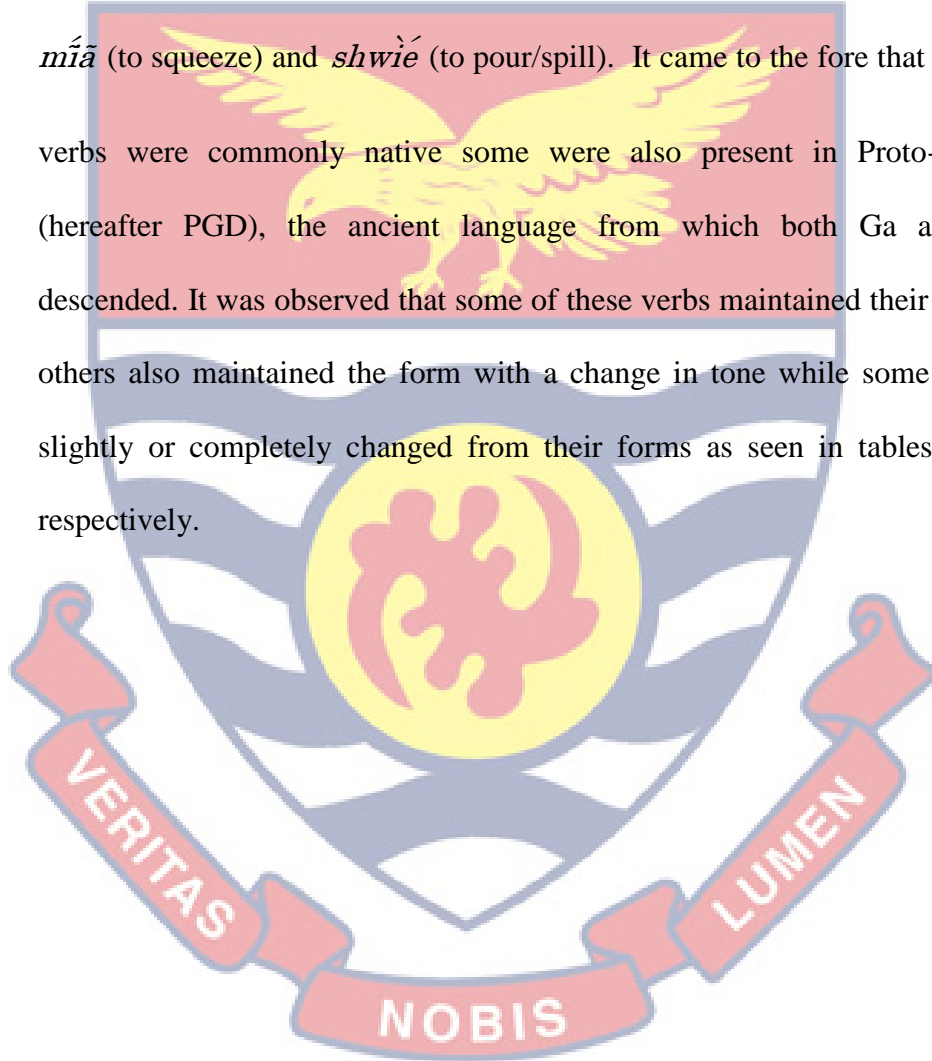 mĩ́ã̄ (to squeeze) and shwìé (to pour/spill). It came to the fore that
verbs were commonly native some were also present in Proto-
(hereafter PGD), the ancient language from which both Ga a
descended. It was observed that some of these verbs maintained their
others also maintained the form with a change in tone while some
slightly or completely changed from their forms as seen in tables
respectively.
VERITAS
NOBIS
LUMEN